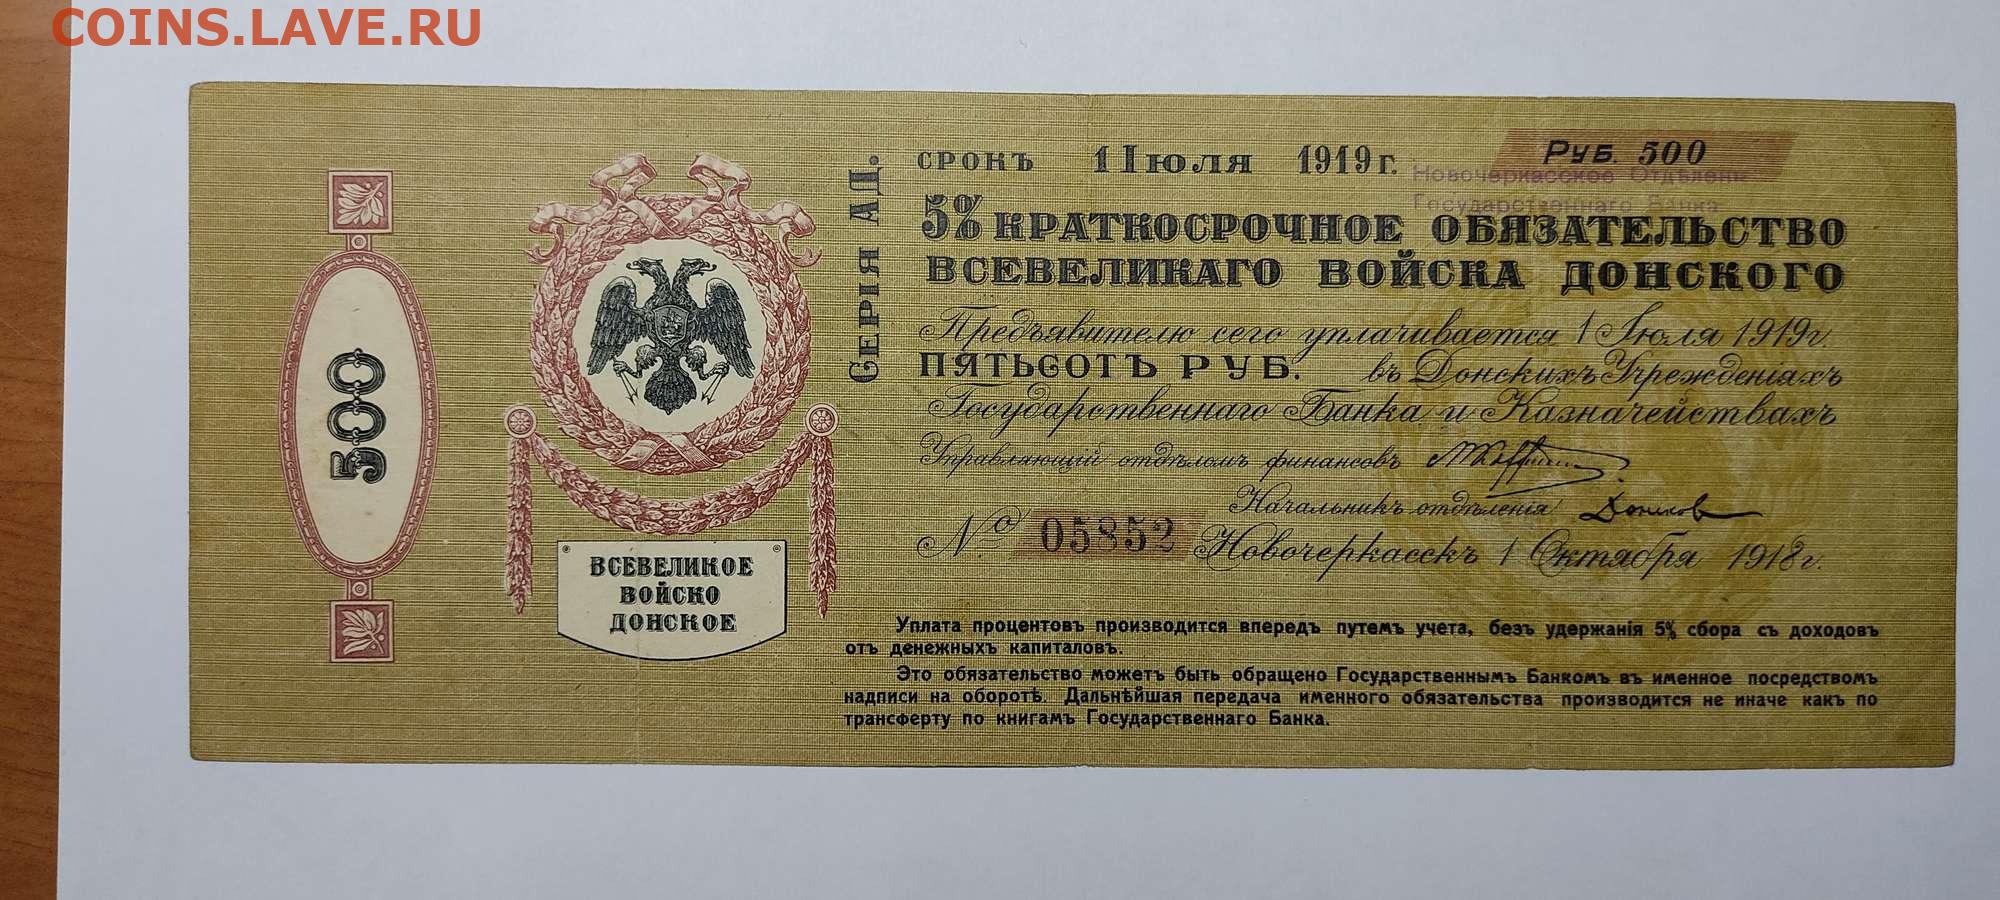 COINS.LAVE.RU
500
ВСЕВЕЛИКОЕ
ВОЙСКО
ДОНСКОЕ
Серія АД.
СРОКЪ 1 Іюля 1919 г.
Руб. 500
Новочеркасское Отдѣлен
Государственнаго Банка
5% КРАТКОСРОЧНОЕ ОБЯЗАТЕЛЬСТВО
ВСЕВЕЛИКАГО ВОЙСКА ДОНСКОГО
Предъявителю сего уплачивается 1 Іюля 1919 г.
ПЯТЬСОТЪ РУБ. въ Донскихъ Учрежденіяхъ
Государственнаго Банка и Казначействахъ
Управляющій отдѣломъ финансовъ
Начальникъ отдѣленія
№ 05852 Новочеркасскъ 1 Октября 1918 г.
Уплата процентовъ производится впередъ путемъ учета, безъ удержанія 5% сбора съ доходовъ
отъ денежныхъ капиталовъ.
Это обязательство можетъ быть обращено Государственнымъ Банкомъ въ именное посредствомъ
надписи на оборотѣ. Дальнѣйшая передача именного обязательства производится не иначе какъ по
трансферту по книгамъ Государственнаго Банка.